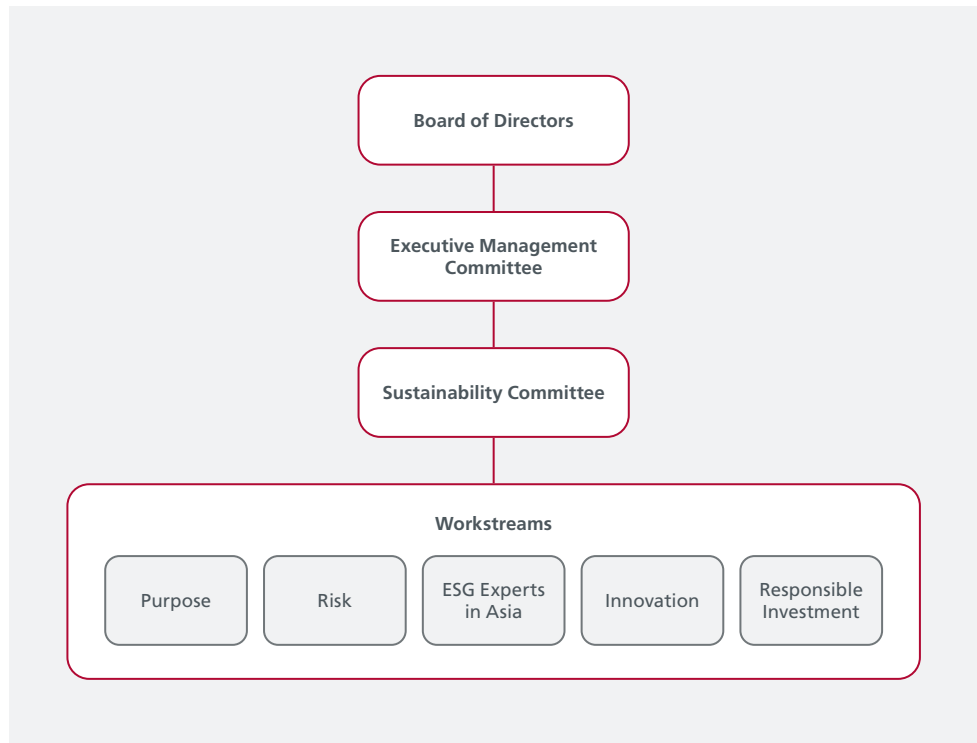 Board of Directors
Executive Management
Committee
Sustainability Committee
Workstreams
Purpose
Risk
ESG Experts
in Asia
Innovation
Responsible
Investment